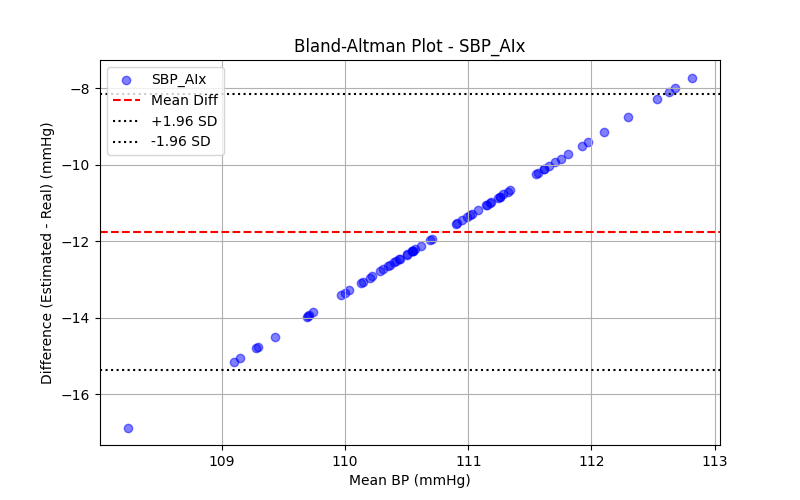 Bland-Altman Plot - SBP_AIx
SBP_AIx
Mean Diff
+1.96 SD
-1.96 SD
Difference (Estimated - Real) (mmHg)
−8
−10
−12
−14
−16
109 110 111 112 113
Mean BP (mmHg)